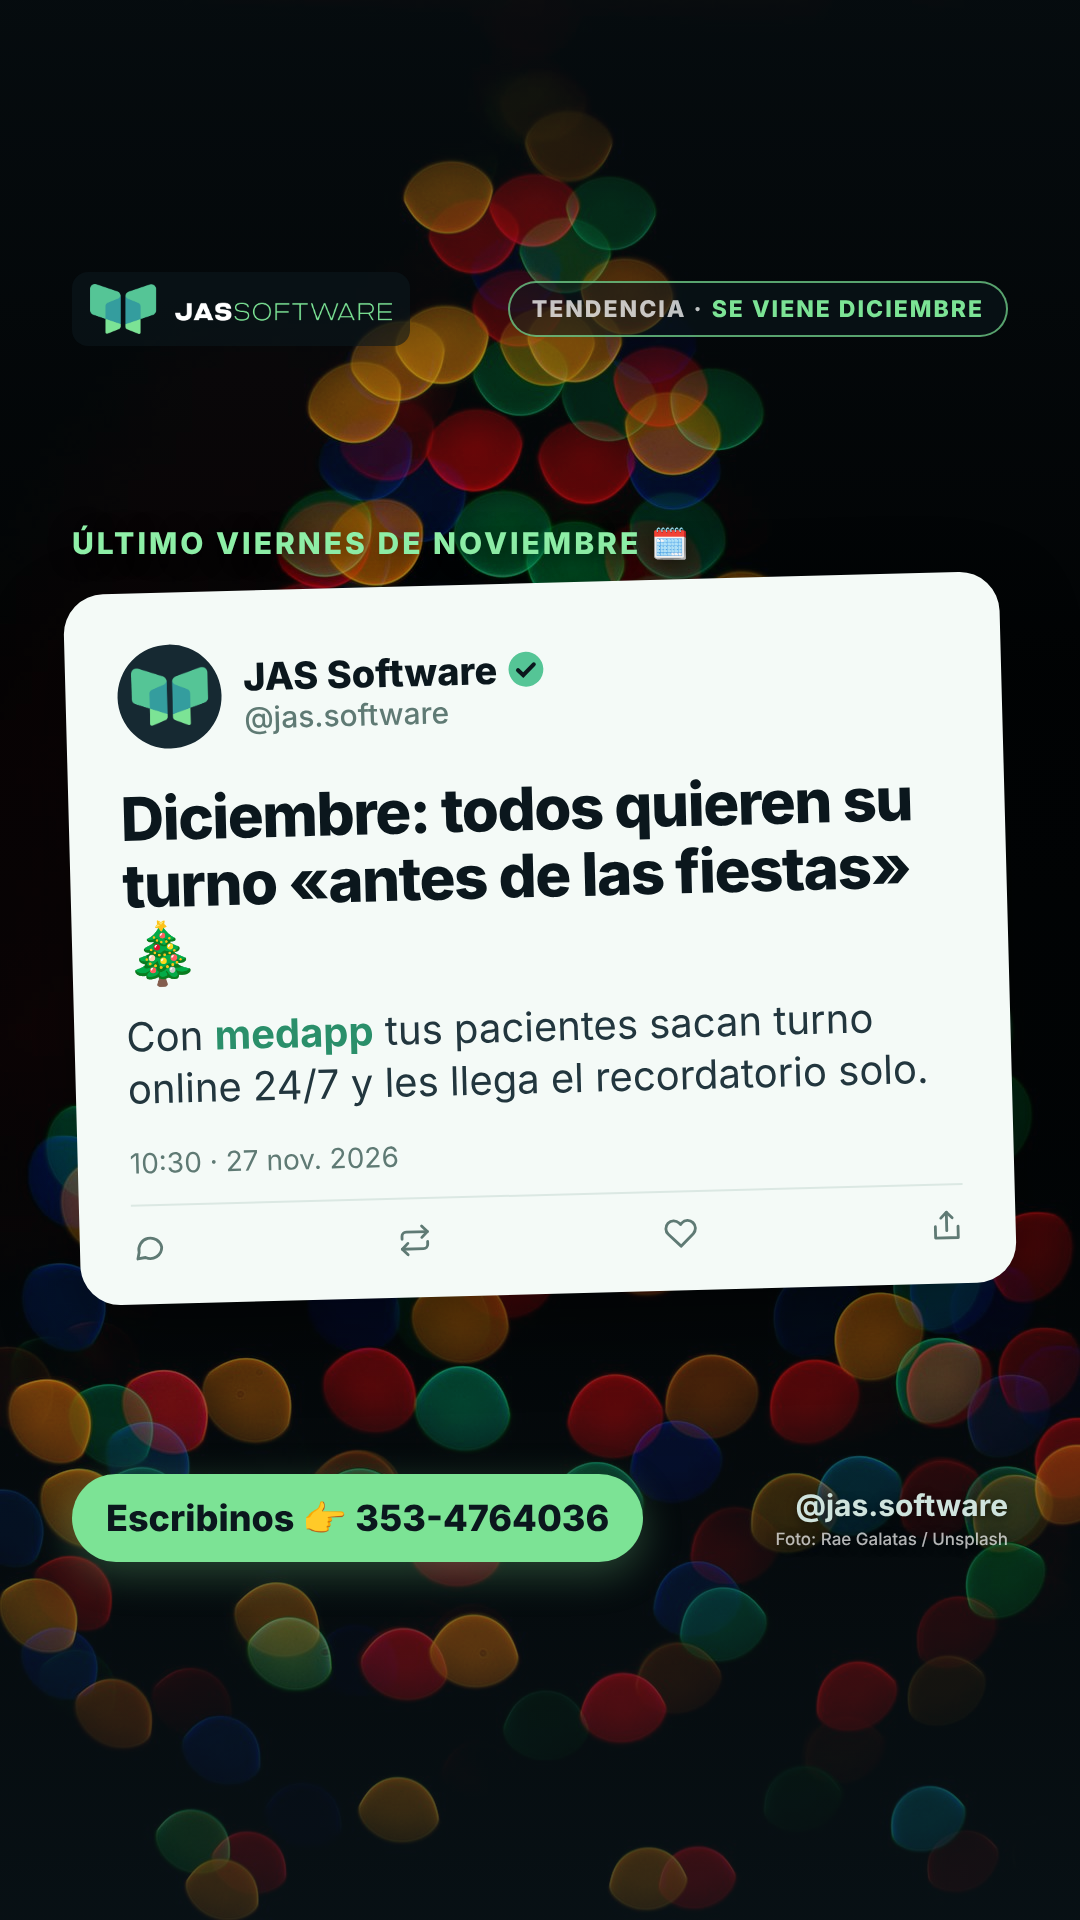 JASSOFTWARE
TENDENCIA · SE VIENE DICIEMBRE
ÚLTIMO VIERNES DE NOVIEMBRE 🗓️
JAS Software
@jas.software
Diciembre: todos quieren su
turno «antes de las fiestas»
🎄
Con medapp tus pacientes sacan turno
online 24/7 y les llega el recordatorio solo.
10:30 · 27 nov. 2026
Escribinos 👉 353-4764036
@jas.software
Foto: Rae Galatas / Unsplash